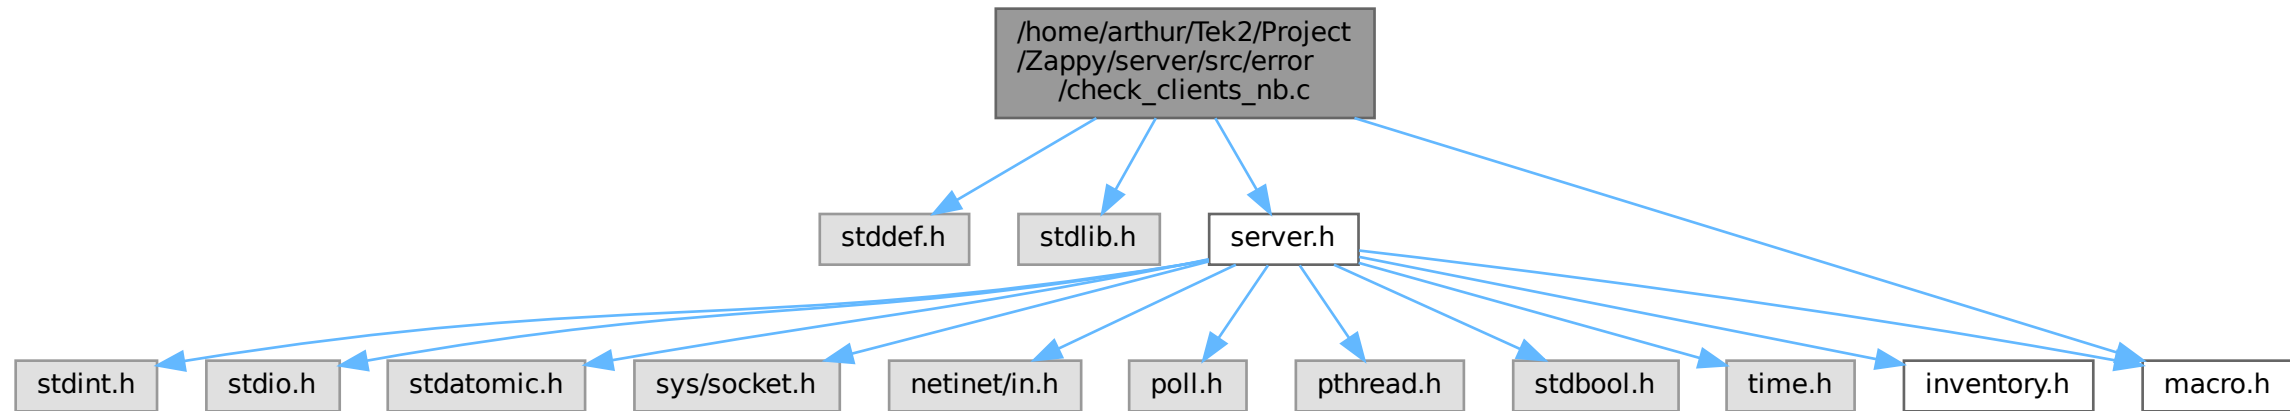 /home/arthur/Tek2/Project
/Zappy/server/src/error
/check_clients_nb.c
stddef.h
stdlib.h
server.h
stdint.h
stdio.h
stdatomic.h
sys/socket.h
netinet/in.h
poll.h
pthread.h
stdbool.h
time.h
inventory.h
macro.h